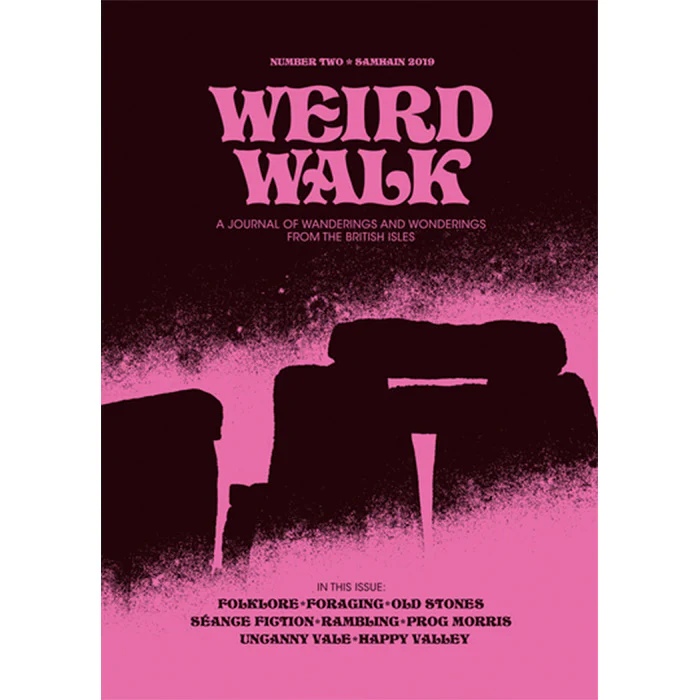 NUMBER TWO * SAMHAIN 2019
WEIRD
WALK
A JOURNAL OF WANDERINGS AND WONDERINGS
FROM THE BRITISH ISLES
IN THIS ISSUE:
FOLKLORE*FORAGING*OLD STONES
SÉANCE FICTION*RAMBLING*PROG MORRIS
UNCANNY VALE*HAPPY VALLEY